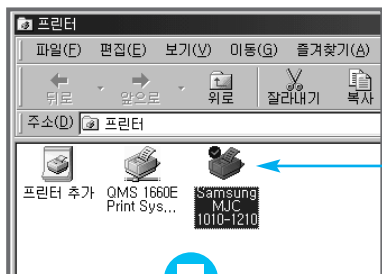 프린터
파일(F) 편집(E) 보기(V) 이동(G) 즐겨찾기(A)
뒤로 앞으로 위로 잘라내기 복사
주소(D) 프린터
프린터 추가
QMS 1660E
Print Sys...
Samsung
MJC
1010-1210